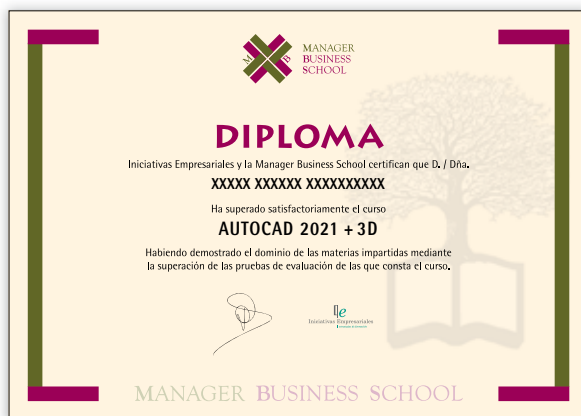 M B
MANAGER
BUSINESS
SCHOOL
DIPLOMA
Iniciativas Empresariales y la Manager Business School certifican que D. / Dña.
XXXXX XXXXXX XXXXXXXXXX
Ha superado satisfactoriamente el curso
AUTOCAD 2021 + 3D
Habiendo demostrado el dominio de las materias impartidas mediante
la superación de las pruebas de evaluación de las que consta el curso.
Ie
Iniciativas Empresariales
MANAGER BUSINESS SCHOOL